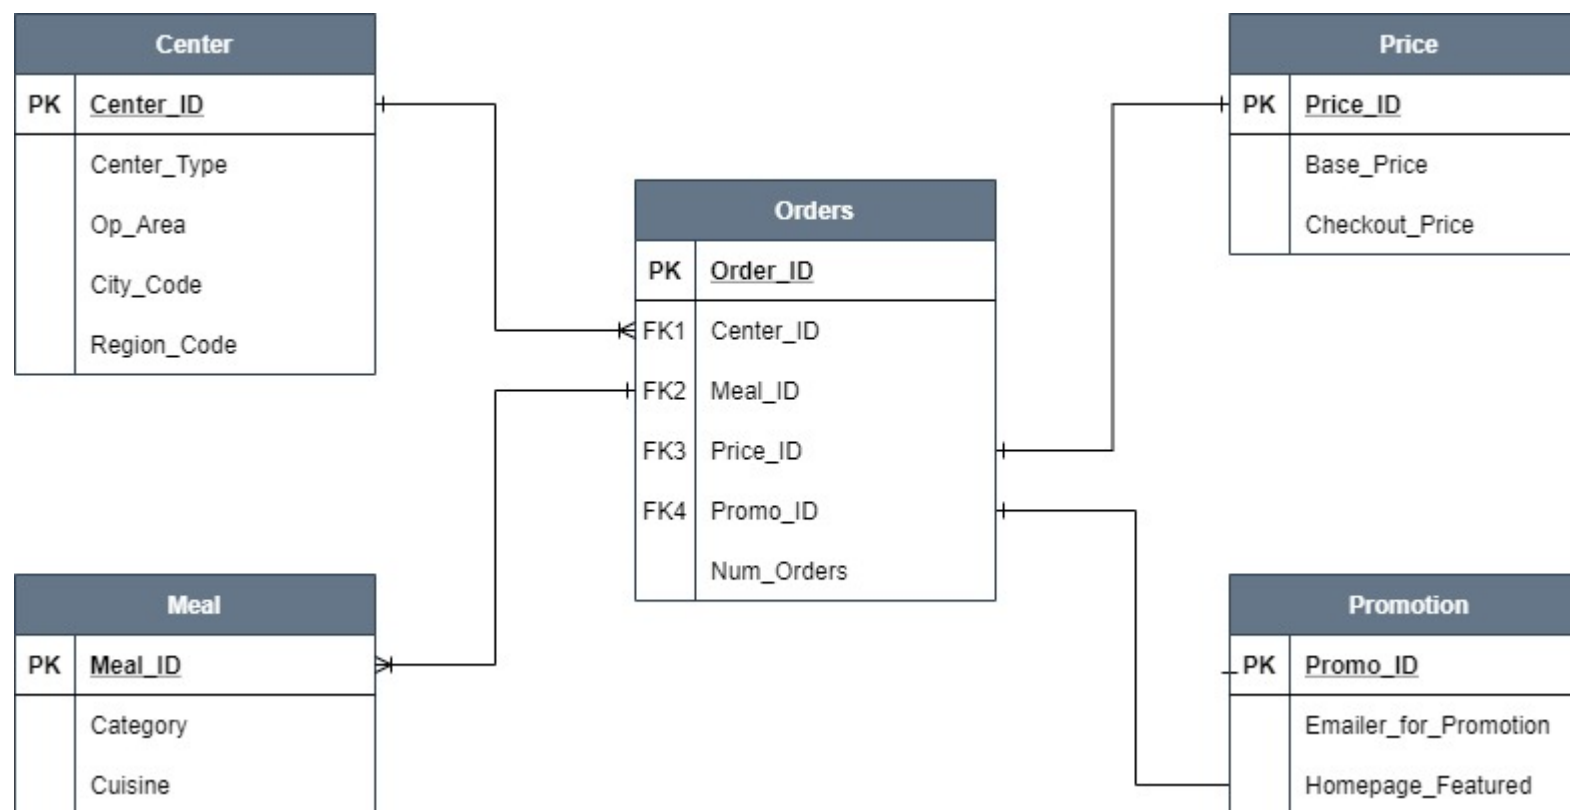 Center
PK Center_ID
Center_Type
Op_Area
City_Code
Region_Code
Price
PK Price_ID
Base_Price
Checkout_Price
Orders
PK Order_ID
FK1 Center_ID
FK2 Meal_ID
FK3 Price_ID
FK4 Promo_ID
Num_Orders
Meal
PK Meal_ID
Category
Cuisine
Promotion
PK Promo_ID
Emailer_for_Promotion
Homepage_Featured